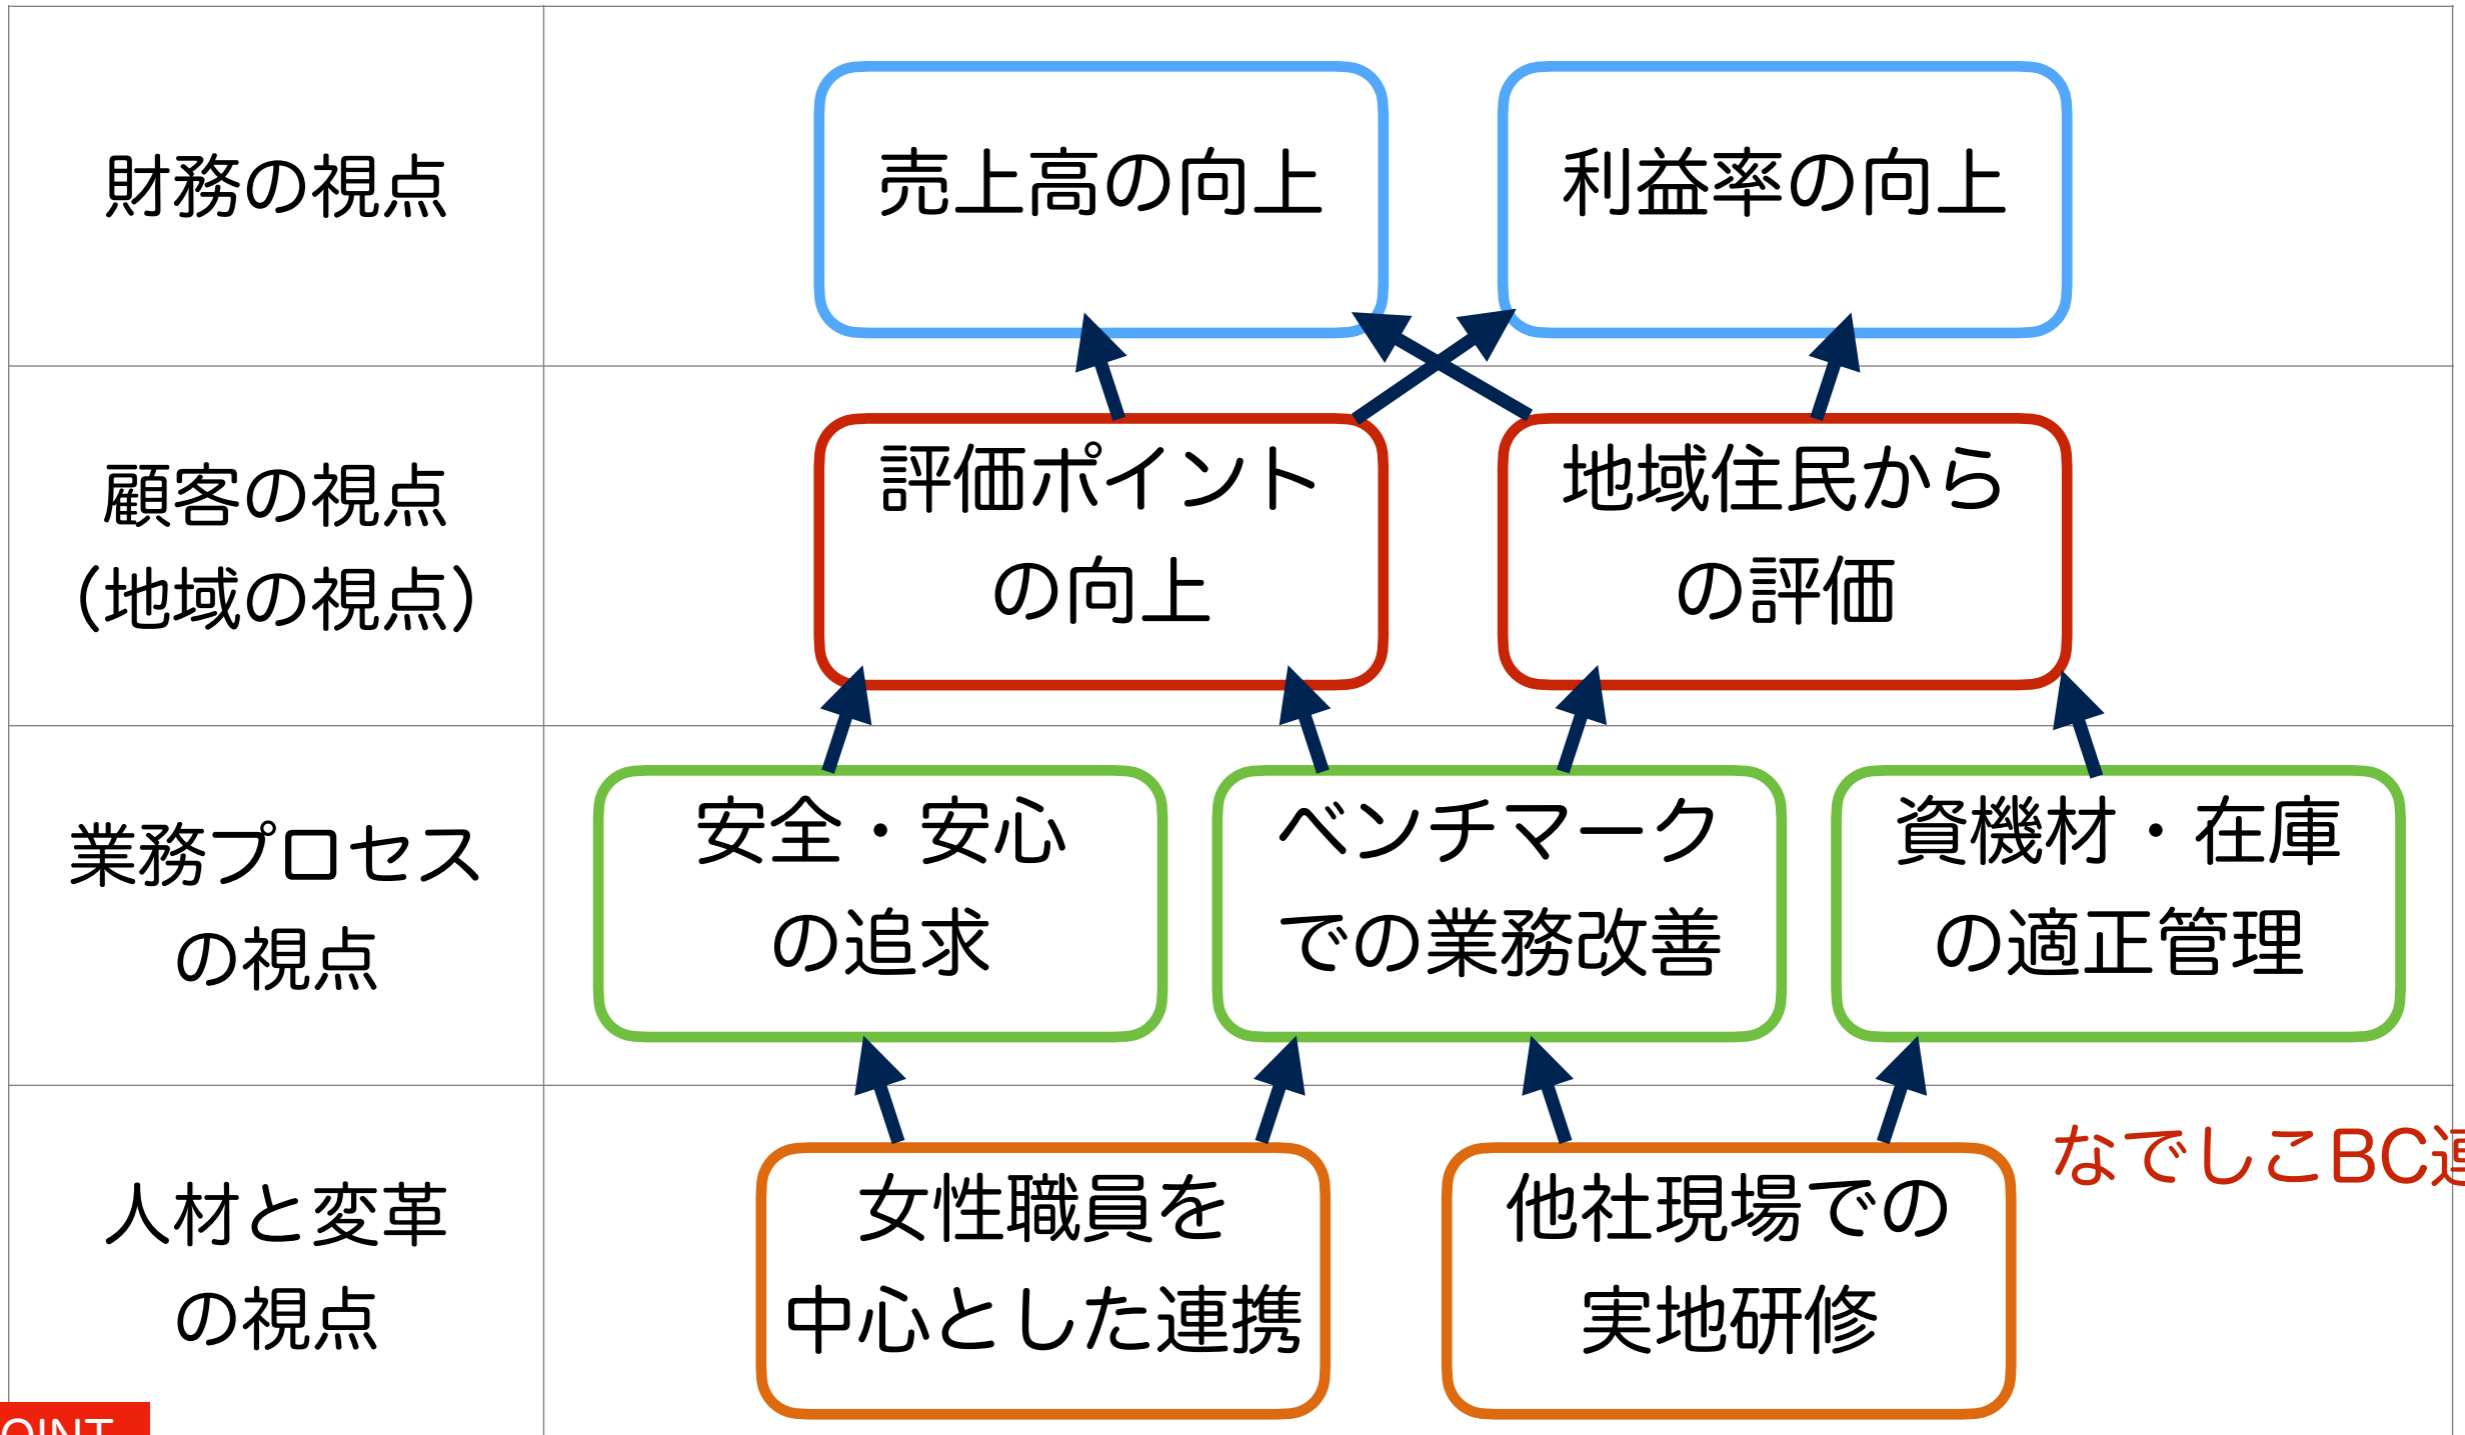 財務の視点
売上高の向上
利益率の向上
顧客の視点
(地域の視点)
評価ポイント
の向上
地域住民から
の評価
業務プロセス
の視点
安全・安心
の追求
ベンチマーク
での業務改善
資機材・在庫
の適正管理
人材と変革
の視点
女性職員を
中心とした連携
他社現場での
実地研修
なでしこBC
OINT